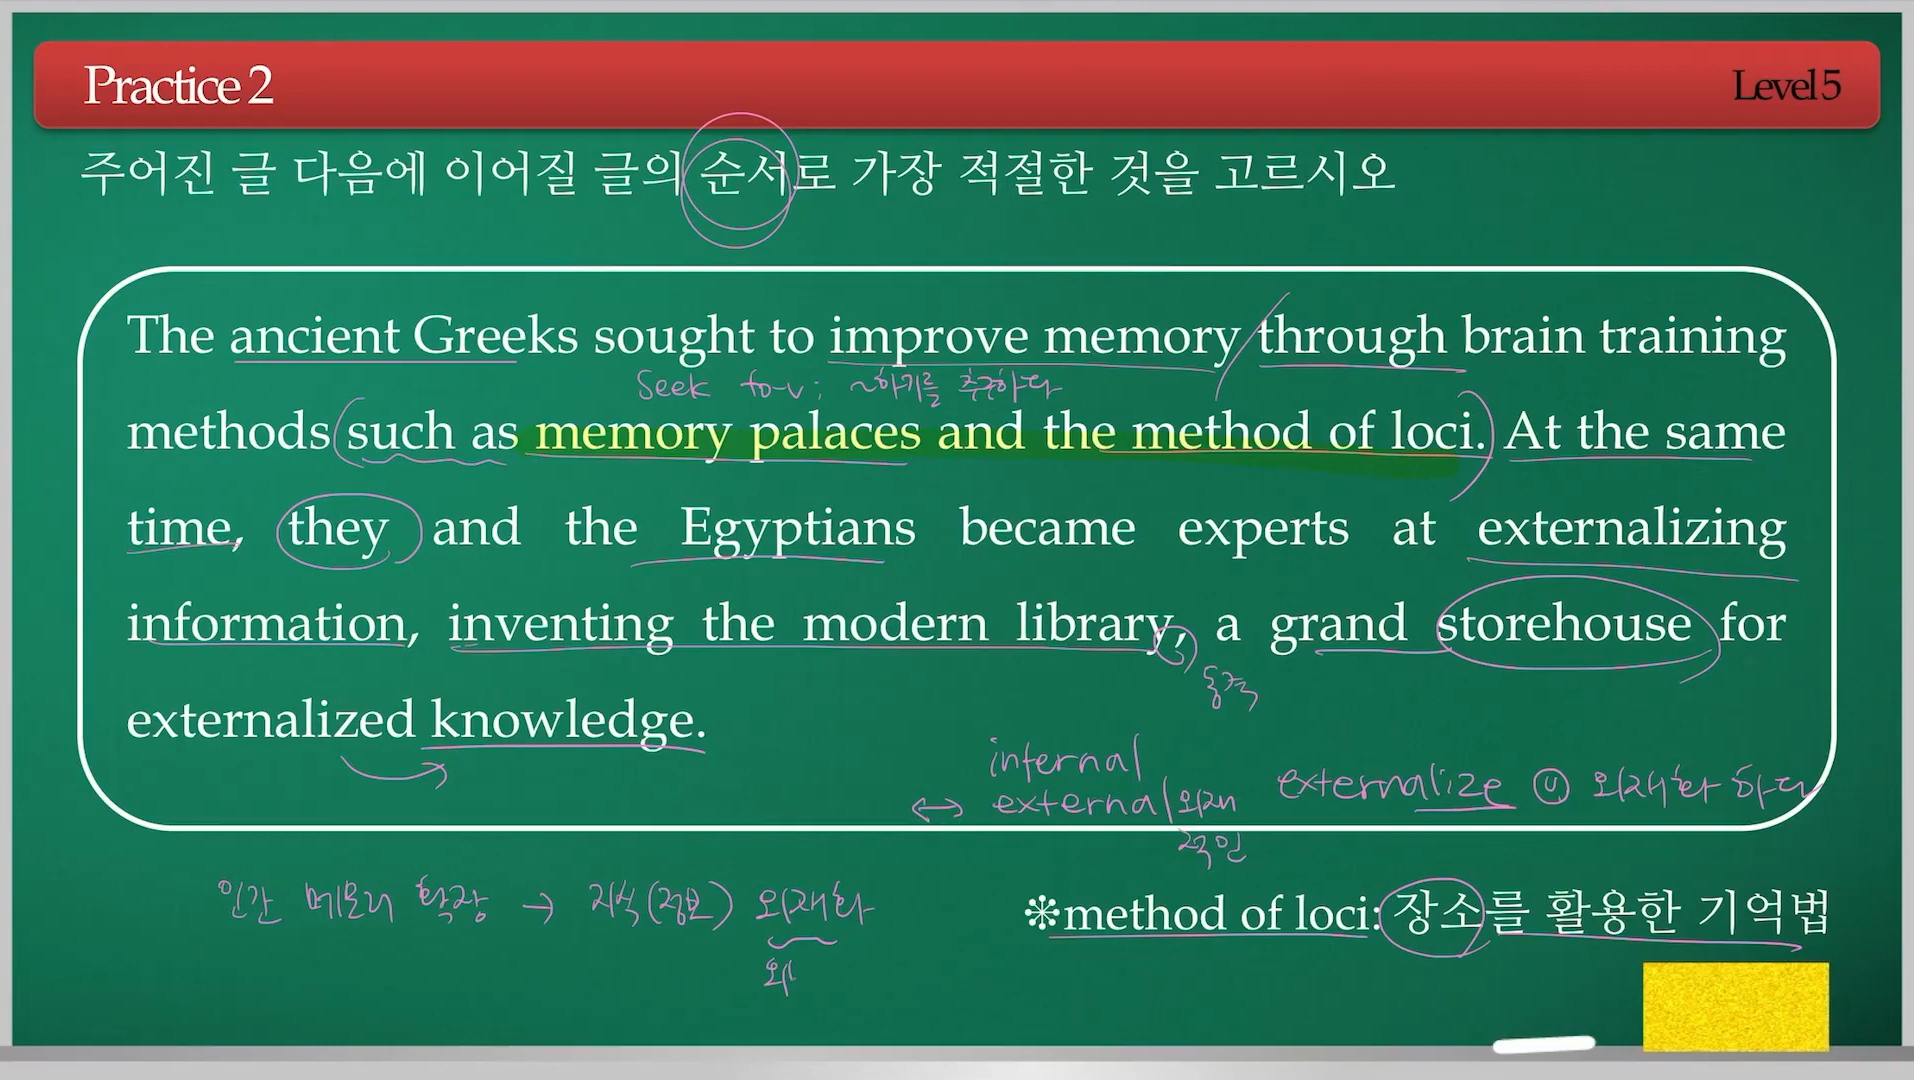 Practice 2
Level 5
주어진 글 다음에 이어질 글의 순서로 가장 적절한 것을 고르시오
The ancient Greeks sought to improve memory through brain training
seek to-v; ~하기를 추구하다
methods such as memory palaces and the method of loci. At the same
time, they and the Egyptians became experts at externalizing
information, inventing the modern library, a grand storehouse for
동격
externalized knowledge.
internal
↔ external 외재적인
externalize ⓥ 외재화 하다
인간 메모리 확장 → 지식(정보) 외재화
❊method of loci: 장소를 활용한 기억법